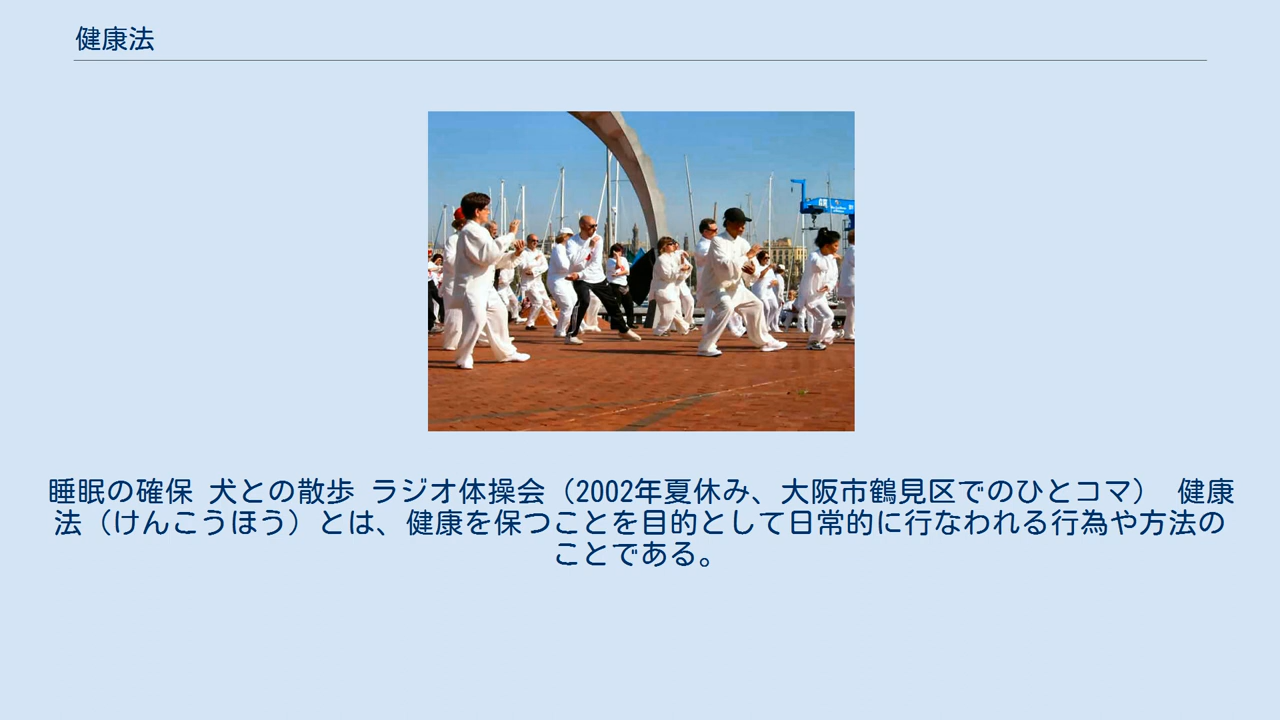 健康法
睡眠の確保 犬との散歩 ラジオ体操会（2002年夏休み、大阪市鶴見区でのひとコマ） 健康
法（けんこうほう）とは、健康を保つことを目的として日常的に行なわれる行為や方法の
ことである。